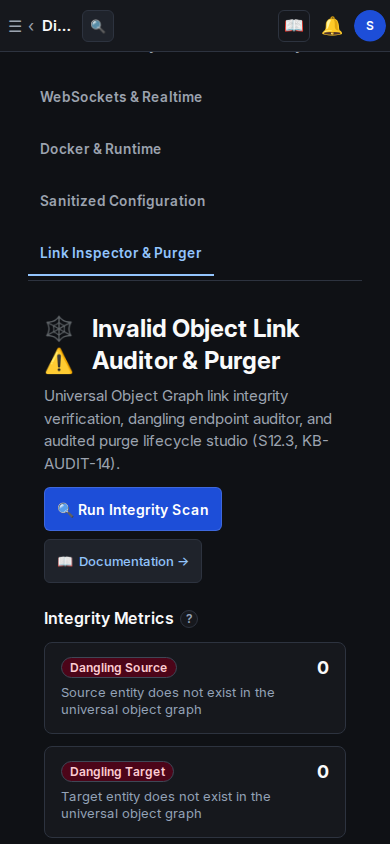 Di...
S
WebSockets & Realtime
Docker & Runtime
Sanitized Configuration
Link Inspector & Purger
Invalid Object Link
Auditor & Purger
Universal Object Graph link integrity
verification, dangling endpoint auditor, and
audited purge lifecycle studio (S12.3, KB-
AUDIT-14).
Run Integrity Scan
Documentation →
Integrity Metrics ?
Dangling Source 0
Source entity does not exist in the
universal object graph
Dangling Target 0
Target entity does not exist in the
universal object graph